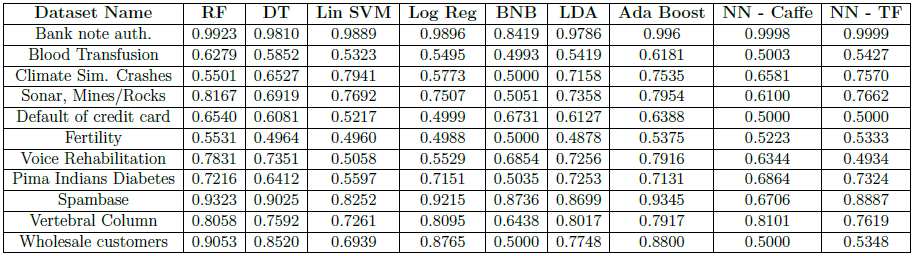 Dataset Name RF DT Lin SVM Log Reg BNB LDA Ada Boost NN - Caffe NN - TF
Bank note auth. 0.9923 0.9810 0.9889 0.9896 0.8419 0.9786 0.996 0.9998 0.9999
Blood Transfusion 0.6279 0.5852 0.5323 0.5495 0.4993 0.5419 0.6181 0.5003 0.5427
Climate Sim. Crashes 0.5501 0.6527 0.7941 0.5773 0.5000 0.7158 0.7535 0.6581 0.7570
Sonar, Mines/Rocks 0.8167 0.6919 0.7692 0.7507 0.5051 0.7358 0.7954 0.6100 0.7662
Default of credit card 0.6540 0.6081 0.5217 0.4999 0.6731 0.6127 0.6388 0.5000 0.5000
Fertility 0.5531 0.4964 0.4960 0.4988 0.5000 0.4878 0.5375 0.5223 0.5333
Voice Rehabilitation 0.7831 0.7351 0.5058 0.5529 0.6854 0.7256 0.7916 0.6344 0.4934
Pima Indians Diabetes 0.7216 0.6412 0.5597 0.7151 0.5035 0.7253 0.7131 0.6864 0.7324
Spambase 0.9323 0.9025 0.8252 0.9215 0.8736 0.8699 0.9345 0.6706 0.8887
Vertebral Column 0.8058 0.7592 0.7261 0.8095 0.6438 0.8017 0.7917 0.8101 0.7619
Wholesale customers 0.9053 0.8520 0.6939 0.8765 0.5000 0.7748 0.8800 0.5000 0.5348